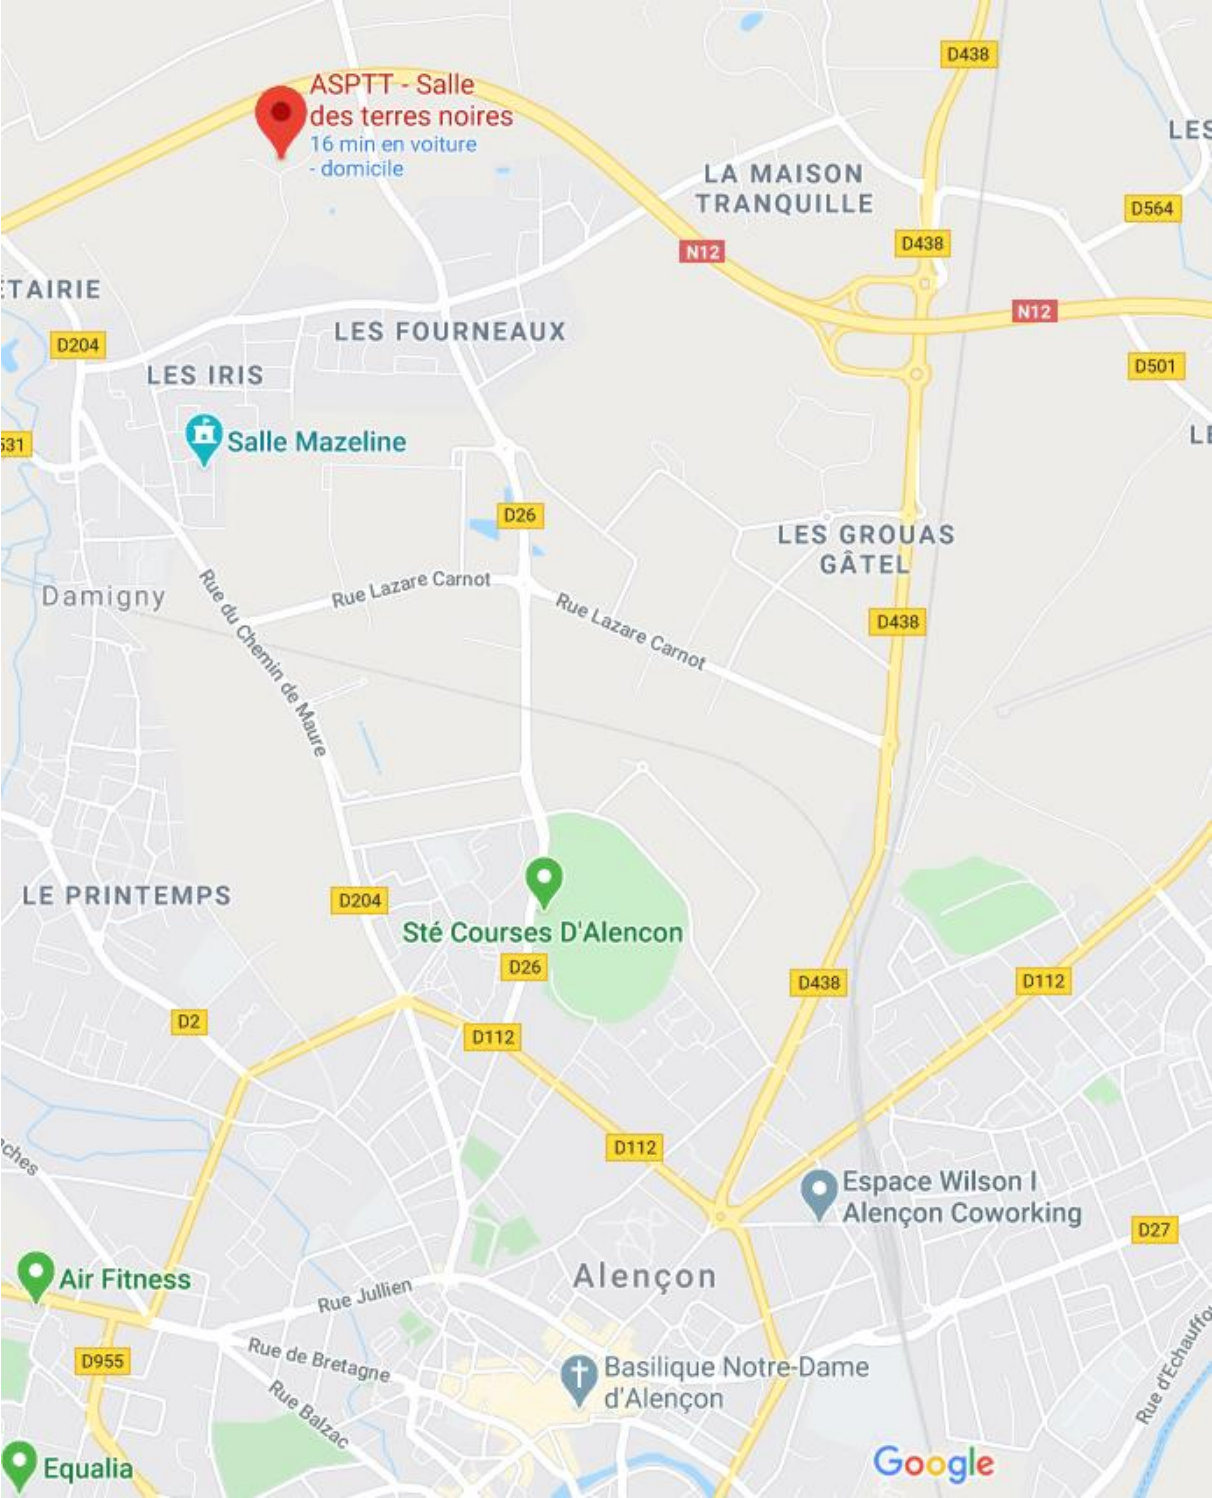 D438
ASPTT - Salle
des terres noires
16 min en voiture
- domicile
LES
LA MAISON
TRANQUILLE
D564
D438
N12
ETAIRIE
N12
LES FOURNEAUX
D204
D501
LES IRIS
531
Salle Mazeline
D26
LES GROUAS
GÂTEL
Rue Lazare Carnot
Damigny
Rue Lazare Carnot
D438
Rue du Chemin de Maure
LE PRINTEMPS
D204
Sté Courses D'Alencon
D26
D438
D112
D2
D112
D112
ches
Espace Wilson I
Alençon Coworking
D27
Air Fitness
Alençon
Rue Jullien
D955
Rue de Bretagne
Basilique Notre-Dame
d'Alençon
Rue d'Echauffou
Rue Balzac
Equalia
Google